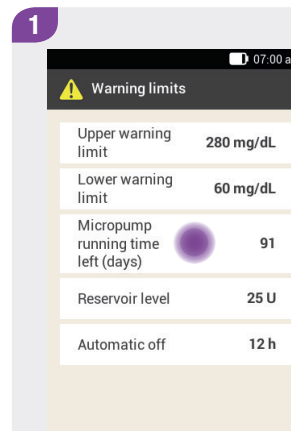 1
07:00 a
Warning limits
Upper warning
limit
280 mg/dL
Lower warning
limit
60 mg/dL
Micropump
running time
left (days)
91
Reservoir level
25 U
Automatic off
12 h